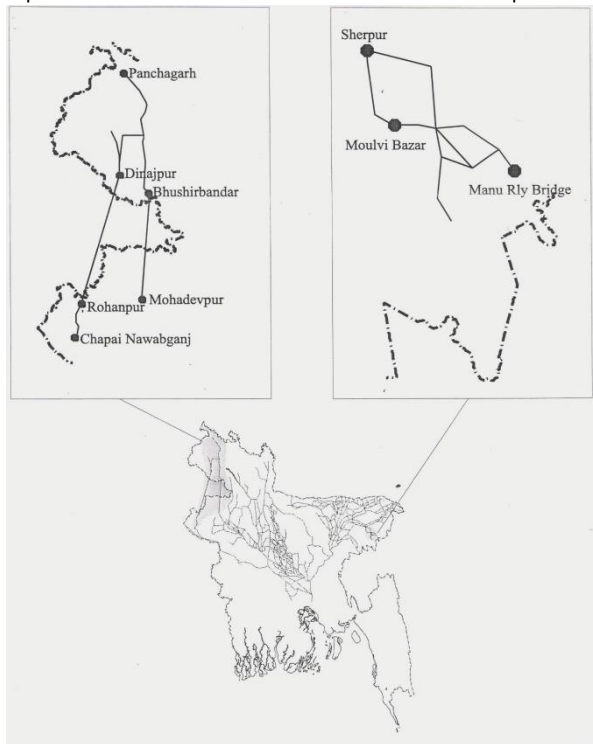 Panchagarh
Dinajpur
Bhushirbandar
Rohanpur
Mohadevpur
Chapai Nawabganj
Sherpur
Moulvi Bazar
Manu Rly Bridge